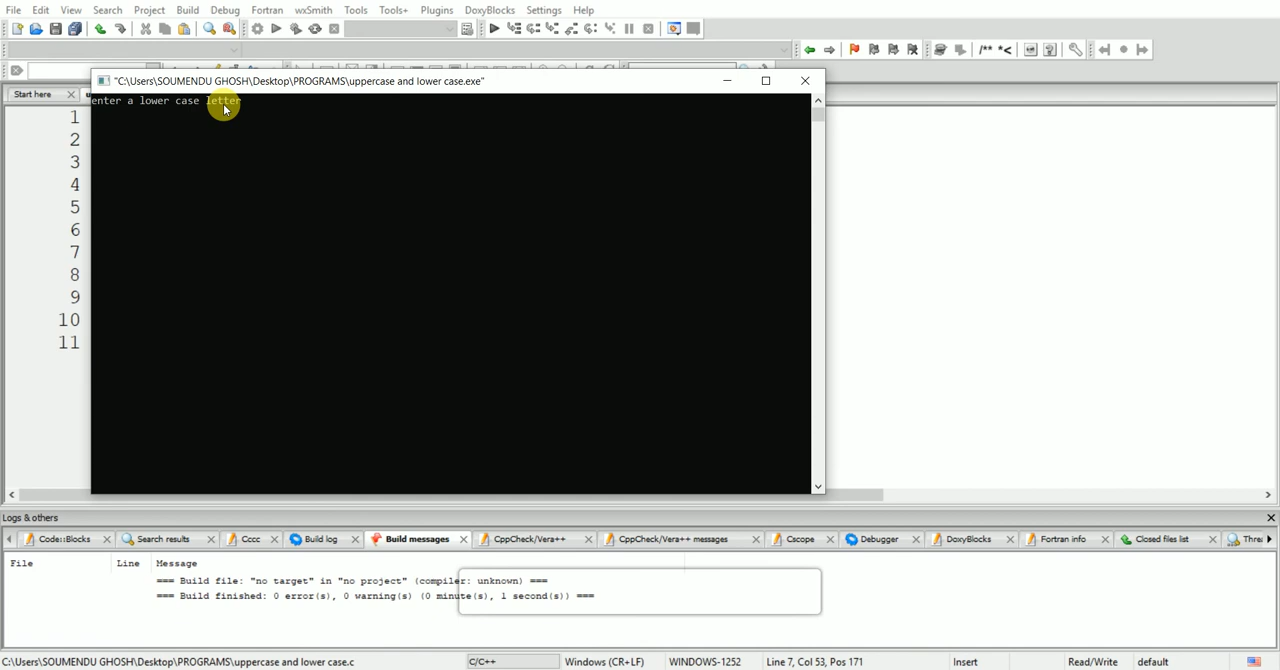 File Edit View Search Project Build Debug Fortran wxSmith Tools Tools+ Plugins DoxyBlocks Settings Help
/** *<
"C:\Users\SOUMENDU GHOSH\Desktop\PROGRAMS\uppercase and lower case.exe"
Start here
enter a lower case letter
1
2
3
4
5
6
7
8
9
10
11
Logs & others
Code::Blocks Search results Cccc Build log Build messages CppCheck/Vera++ CppCheck/Vera++ messages Cscope Debugger DoxyBlocks Fortran info Closed files list
File Line Message
=== Build file: "no target" in "no project" (compiler: unknown) ===
=== Build finished: 0 error(s), 0 warning(s) (0 minute(s), 1 second(s)) ===
C:\Users\SOUMENDU GHOSH\Desktop\PROGRAMS\uppercase and lower case.c C/C++ Windows (CR+LF) WINDOWS-1252 Line 7, Col 53, Pos 171 Insert Read/Write default